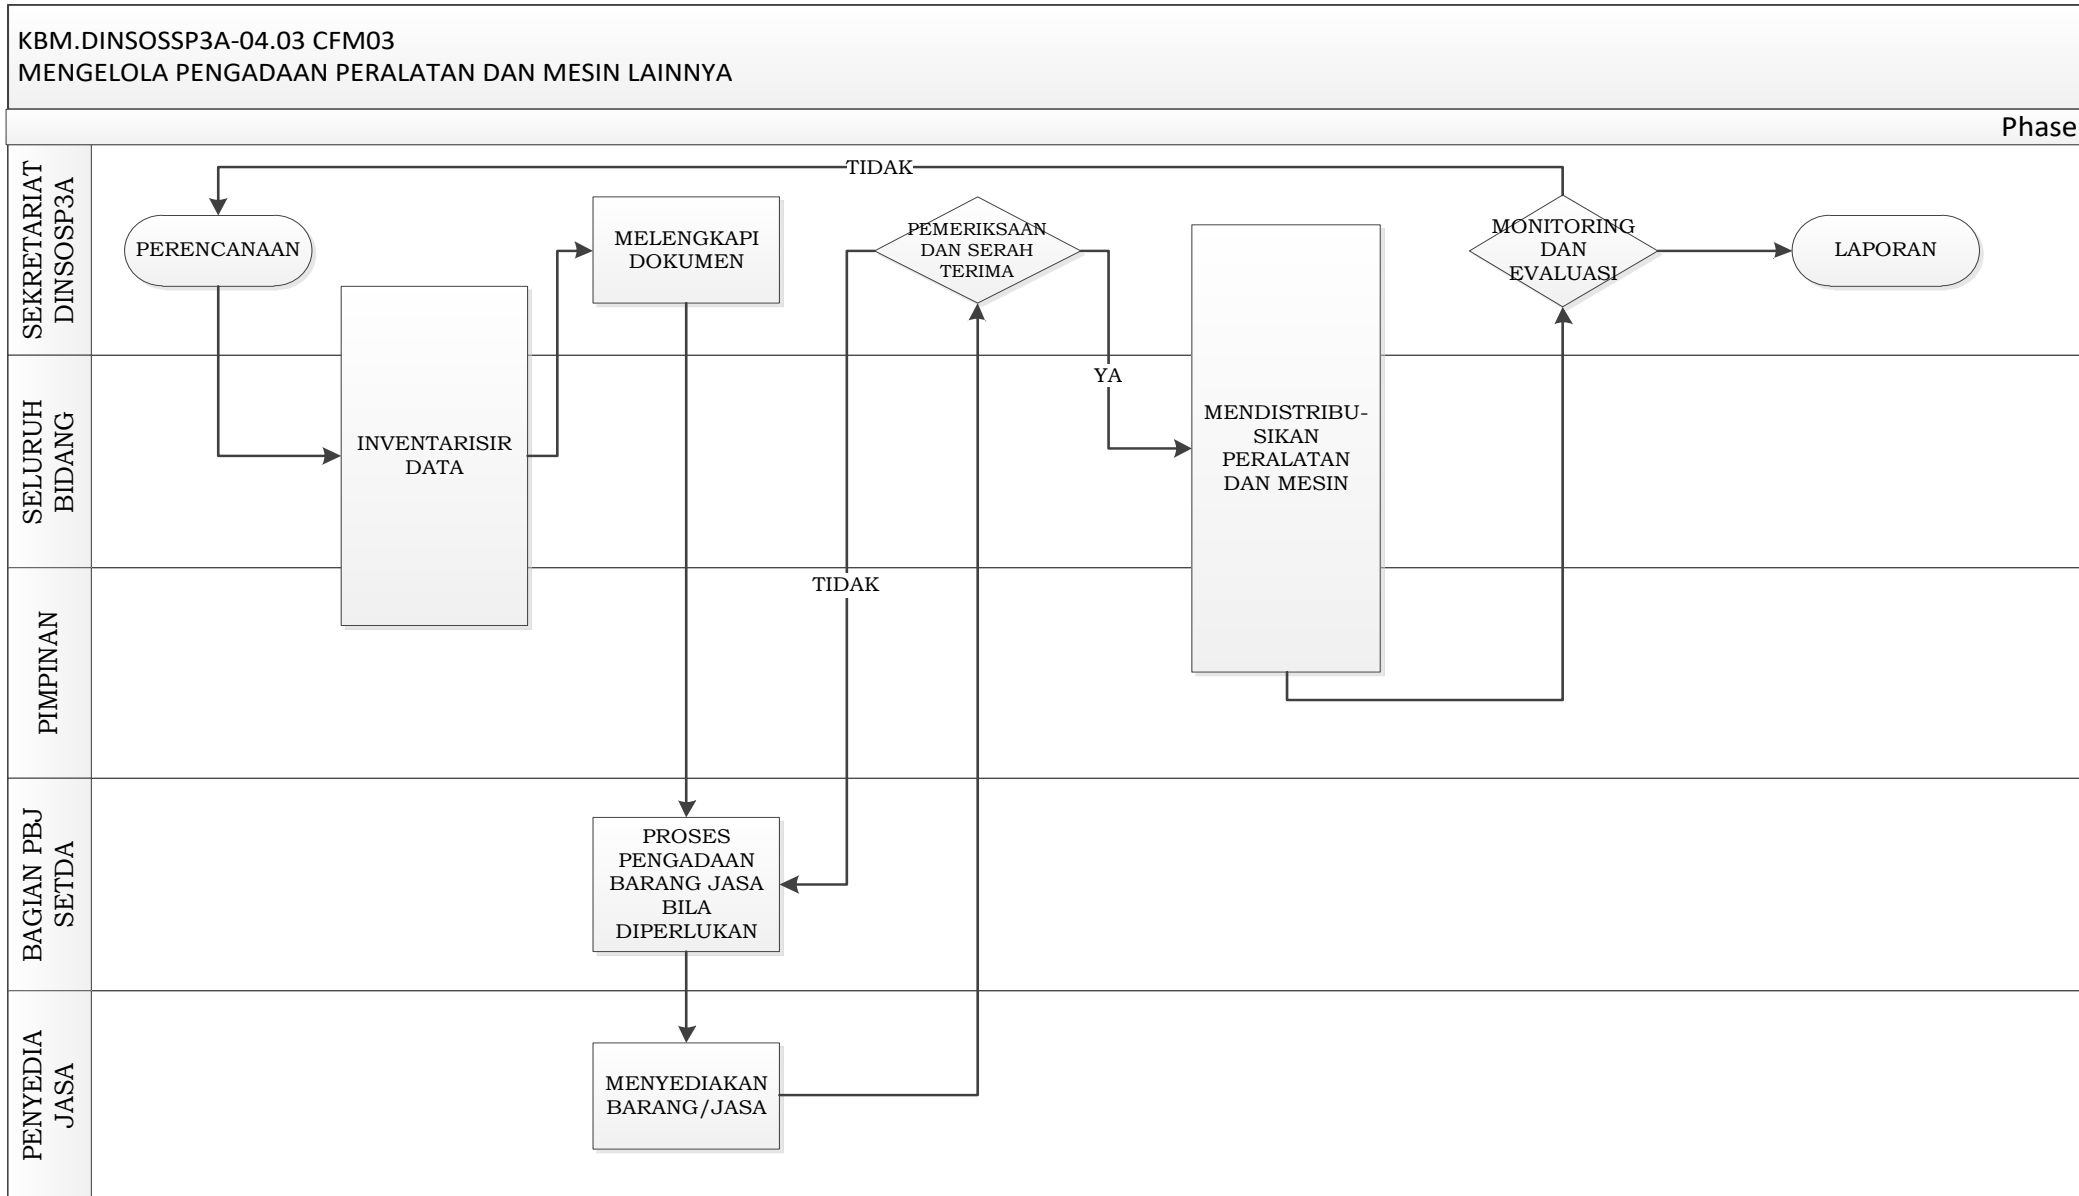 KBM.DINSOSSP3A-04.03 CFM03
MENGELOLA PENGADAAN PERALATAN DAN MESIN LAINNYA
Phase
SEKRETARIAT
DINSOSP3A
TIDAK
PERENCANAAN
MELENGKAPI
DOKUMEN
PEMERIKSAAN
DAN SERAH
TERIMA
MONITORING
DAN
EVALUASI
LAPORAN
SELURUH
BIDANG
INVENTARISIR
DATA
YA
MENDISTRIBU-
SIKAN
PERALATAN
DAN MESIN
PIMPINAN
TIDAK
BAGIAN PBJ
SETDA
PROSES
PENGADAAN
BARANG JASA
BILA
DIPERLUKAN
PENYEDIA
JASA
MENYEDIAKAN
BARANG/JASA